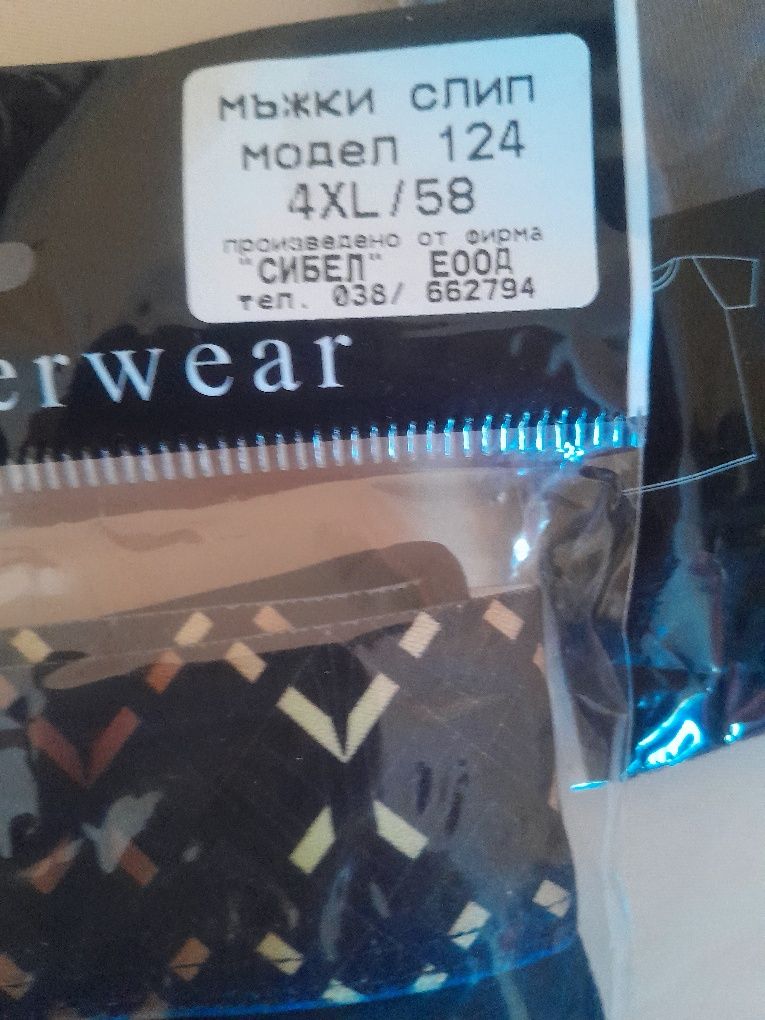 мъжки слип
модел 124
4XL/58
произведено от фирма
"СИБЕЛ" ЕООД
тел. 038/ 662794
erwear